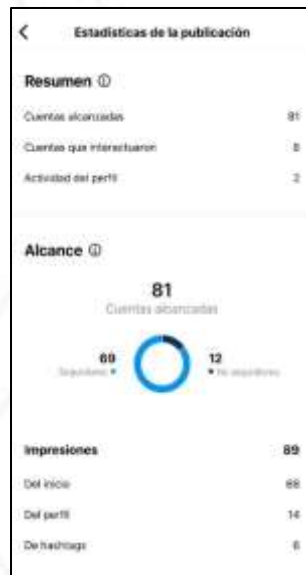 Estadísticas de la publicación
Resumen
Cuentas alcanzadas 81
Cuentas que interactuaron 8
Actividad del perfil 2
Alcance
81
Cuentas alcanzadas
69 12
Seguidores No seguidores
Impresiones 89
Del inicio 68
Del perfil 14
De hashtags 6